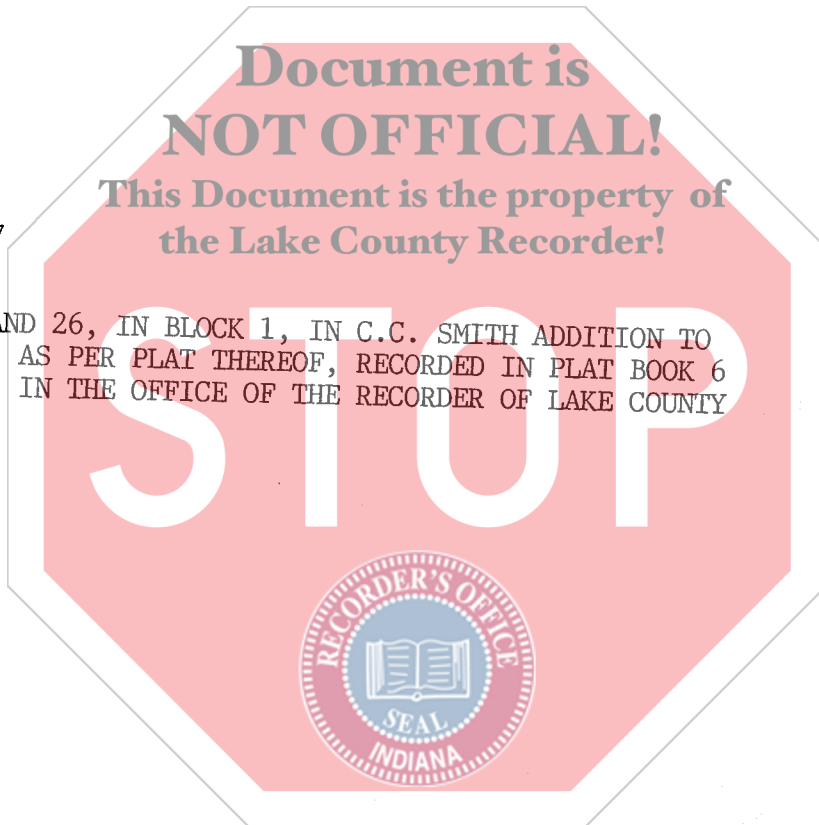 Document is
NOT OFFICIAL!
This Document is the property of
the Lake County Recorder!
AND 26, IN BLOCK 1, IN C.C. SMITH ADDITION TO
AS PER PLAT THEREOF, RECORDED IN PLAT BOOK 6
IN THE OFFICE OF THE RECORDER OF LAKE COUNTY
STOP
RECORDER'S OFFICE
SEAL
INDIANA